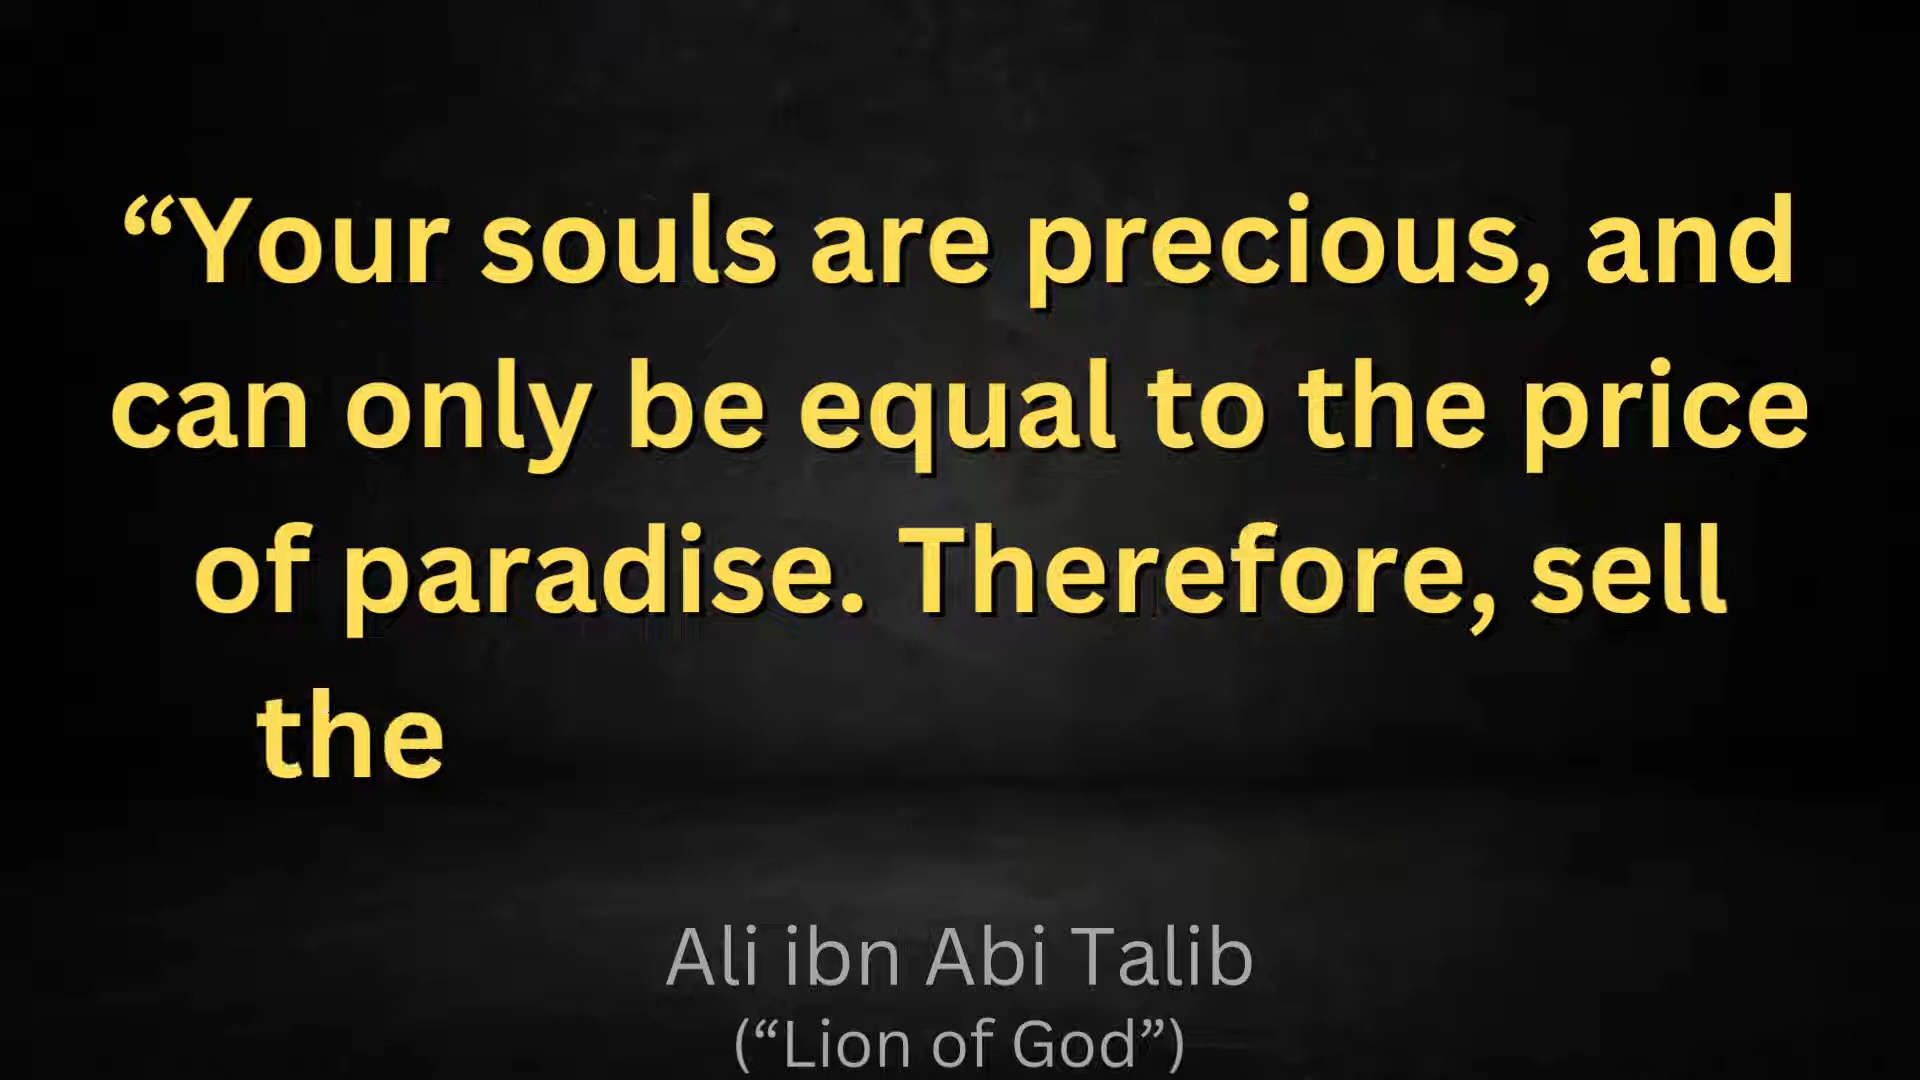 “Your souls are precious, and
can only be equal to the price
of paradise. Therefore, sell
the
Ali ibn Abi Talib
(“Lion of God”)